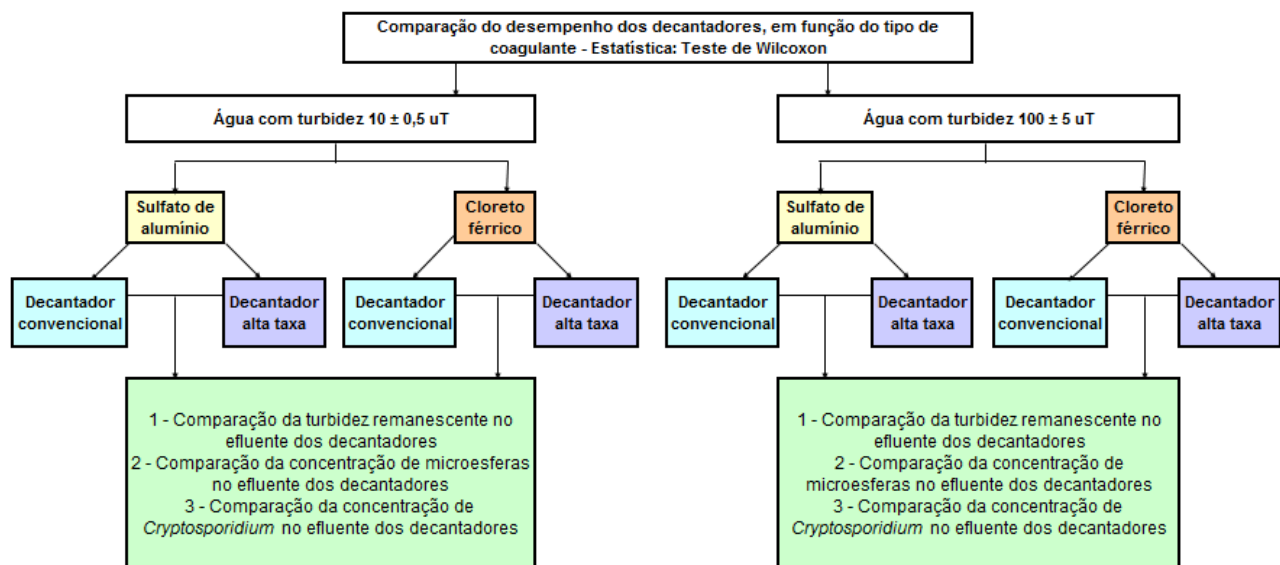 Comparação do desempenho dos decantadores, em função do tipo de
coagulante - Estatística: Teste de Wilcoxon
Água com turbidez 10 ± 0,5 uT
Água com turbidez 100 ± 5 uT
Sulfato de
alumínio
Cloreto
férrico
Sulfato de
alumínio
Cloreto
férrico
Decantador
convencional
Decantador
alta taxa
Decantador
convencional
Decantador
alta taxa
Decantador
convencional
Decantador
alta taxa
Decantador
convencional
Decantador
alta taxa
1 - Comparação da turbidez remanescente no
efluente dos decantadores
2 - Comparação da concentração de microesferas
no efluente dos decantadores
3 - Comparação da concentração de
Cryptosporidium no efluente dos decantadores
1 - Comparação da turbidez remanescente no
efluente dos decantadores
2 - Comparação da concentração de
microesferas no efluente dos decantadores
3 - Comparação da concentração de
Cryptosporidium no efluente dos decantadores